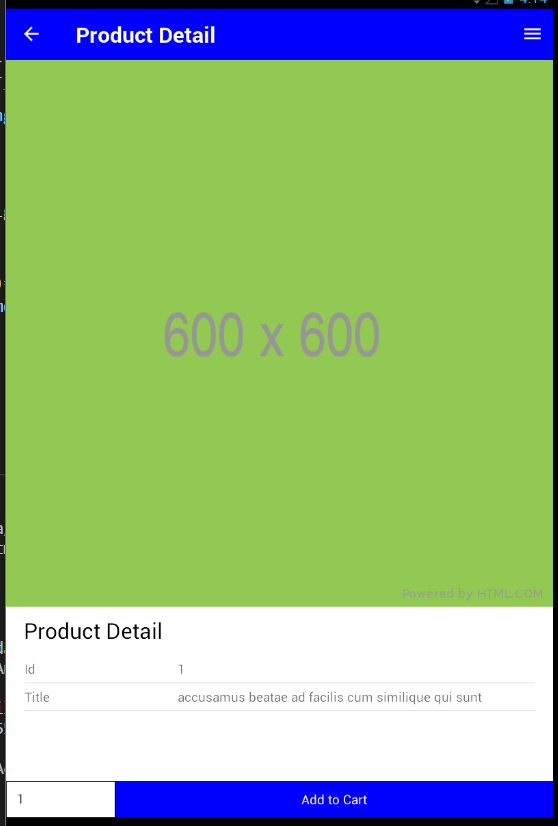 Product Detail
600 x 600
Powered by HTML.COM
Product Detail
Id 1
Title accusamus beatae ad facilis cum similique qui sunt
1 Add to Cart